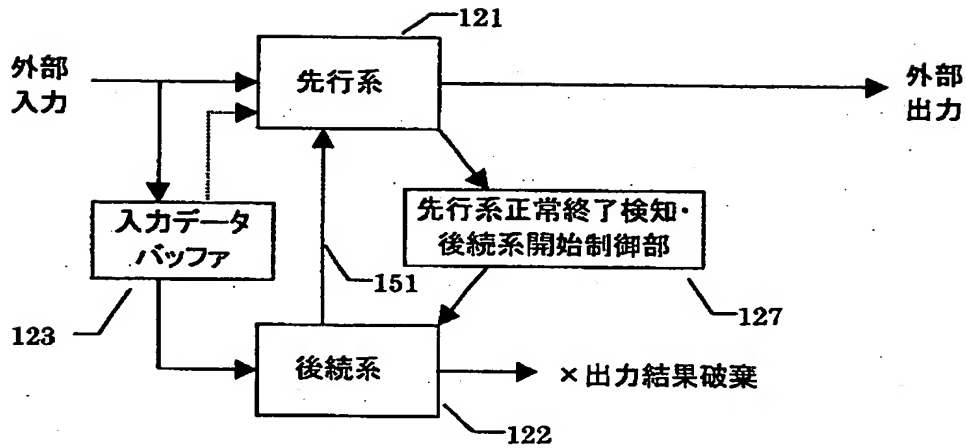 121
外部
入力
先行系
外部
出力
入力データ
バッファ
先行系正常終了検知・
後続系開始制御部
151
123
127
後続系
×出力結果破棄
122